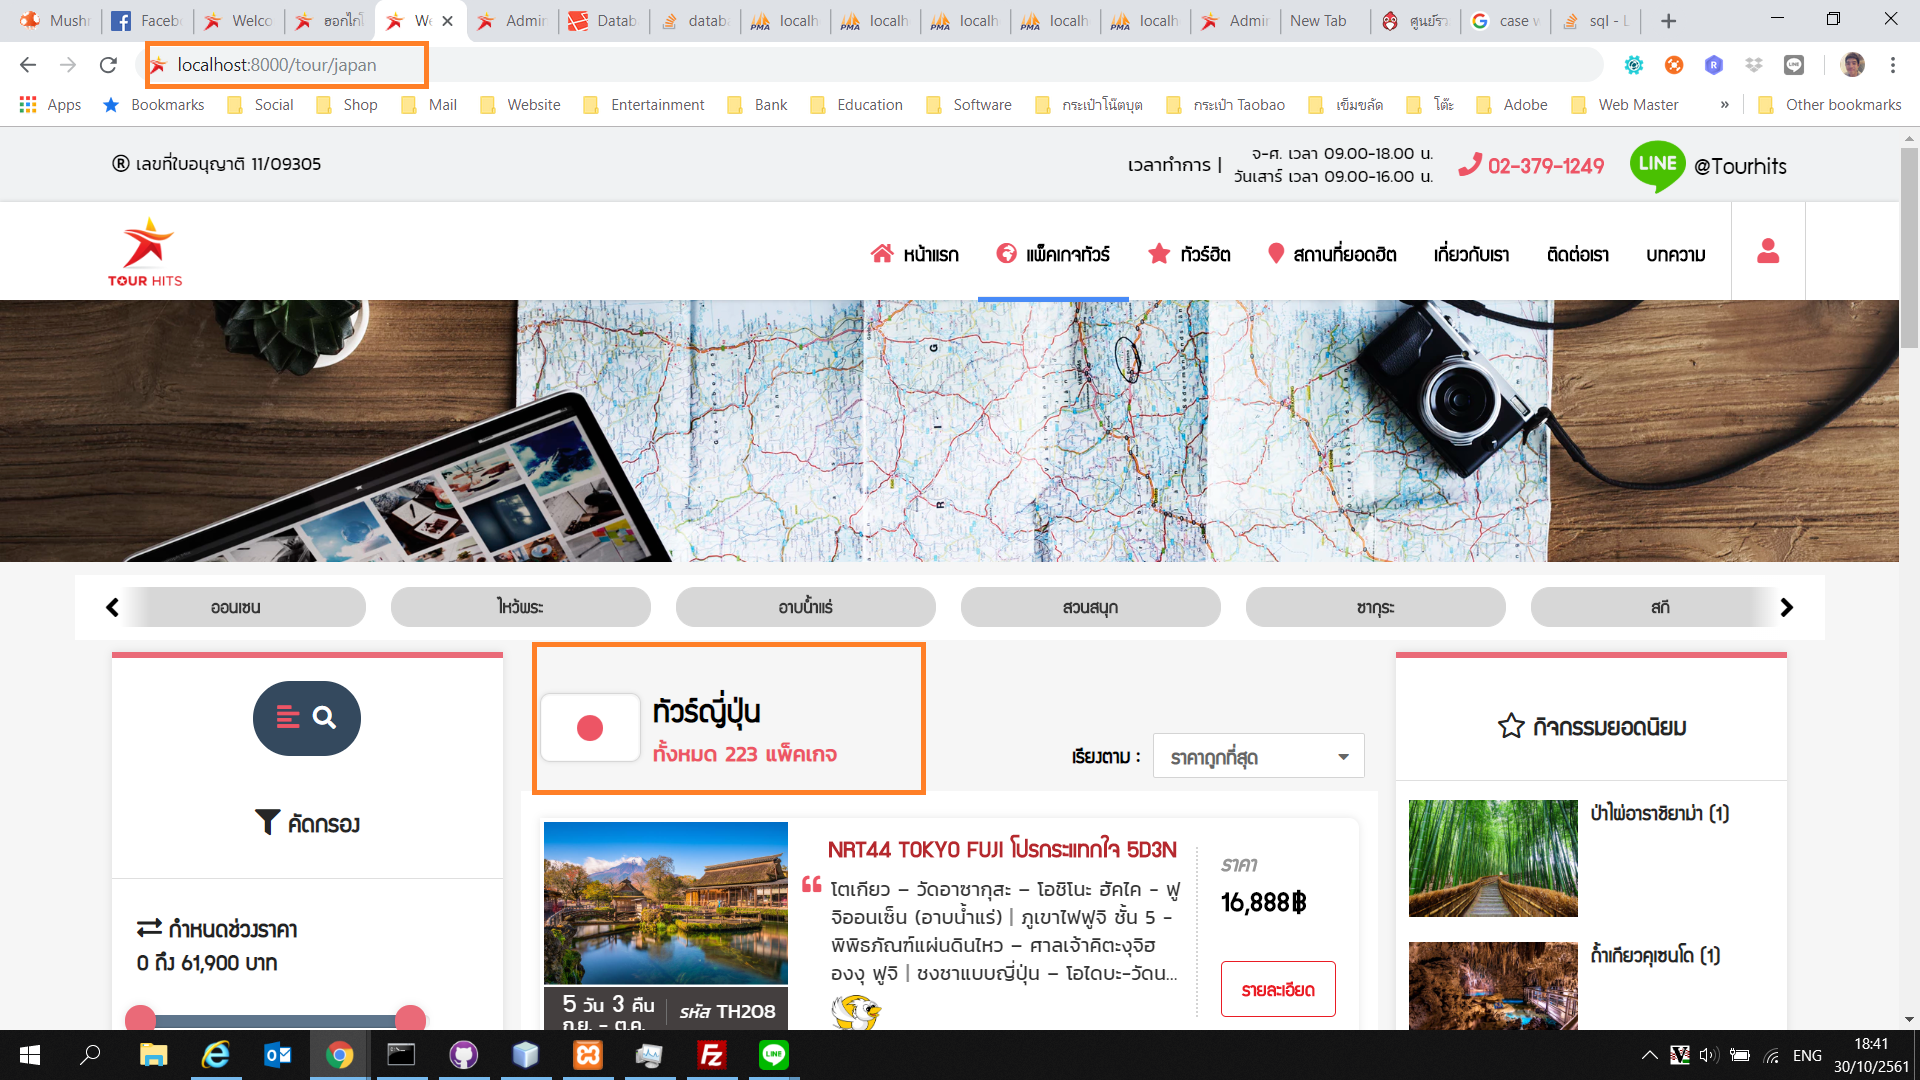 Mushr
Facebo
Welco
ฮอกไกโ
We
Admin
Datab
datab
localh
localh
localh
localh
localh
Admin
New Tab
ศูนย์รว
case w
sql - L
localhost:8000/tour/japan
Apps
Bookmarks
Social
Shop
Mail
Website
Entertainment
Bank
Education
Software
กระเป๋าโน๊ตบุต
กระเป๋า Taobao
เข็มขลัด
โต๊ะ
Adobe
Web Master
»
Other bookmarks
® เลขที่ใบอนุญาติ 11/09305
เวลาทำการ |
จ-ศ. เวลา 09.00-18.00 น.
วันเสาร์ เวลา 09.00-16.00 น.
02-379-1249
LINE
@Tourhits
TOUR HITS
หน้าแรก
แพ็คเกจทัวร์
ทัวร์ฮิต
สถานที่ยอดฮิต
เกี่ยวกับเรา
ติดต่อเรา
บทความ
ออนเซน
ไหว้พระ
อาบน้ำแร่
สวนสนุก
ซากุระ
สกี
คัดกรอง
กำหนดช่วงราคา
0 ถึง 61,900 บาท
ทัวร์ญี่ปุ่น
ทั้งหมด 223 แพ็คเกจ
เรียงตาม :
ราคาถูกที่สุด
NRT44 TOKYO FUJI โปรกระแทกใจ 5D3N
โตเกียว – วัดอาซากุสะ – โอชิโนะ ฮัคไค - ฟู
จิออนเซ็น (อาบน้ำแร่) | ภูเขาไฟฟูจิ ชั้น 5 -
พิพิธภัณฑ์แผ่นดินไหว – ศาลเจ้าคิตะงุจิฮ
องงุ ฟูจิ | ชงชาแบบญี่ปุ่น – โอไดบะ-วัดน...
5 วัน 3 คืน
ก.ย. - ต.ค.
รหัส TH208
ราคา
16,888฿
รายละเอียด
กิจกรรมยอดนิยม
ป่าไผ่อาราชิยาม่า (1)
ถ้ำเกียวคุเซนโด (1)
ENG
18:41
30/10/2561